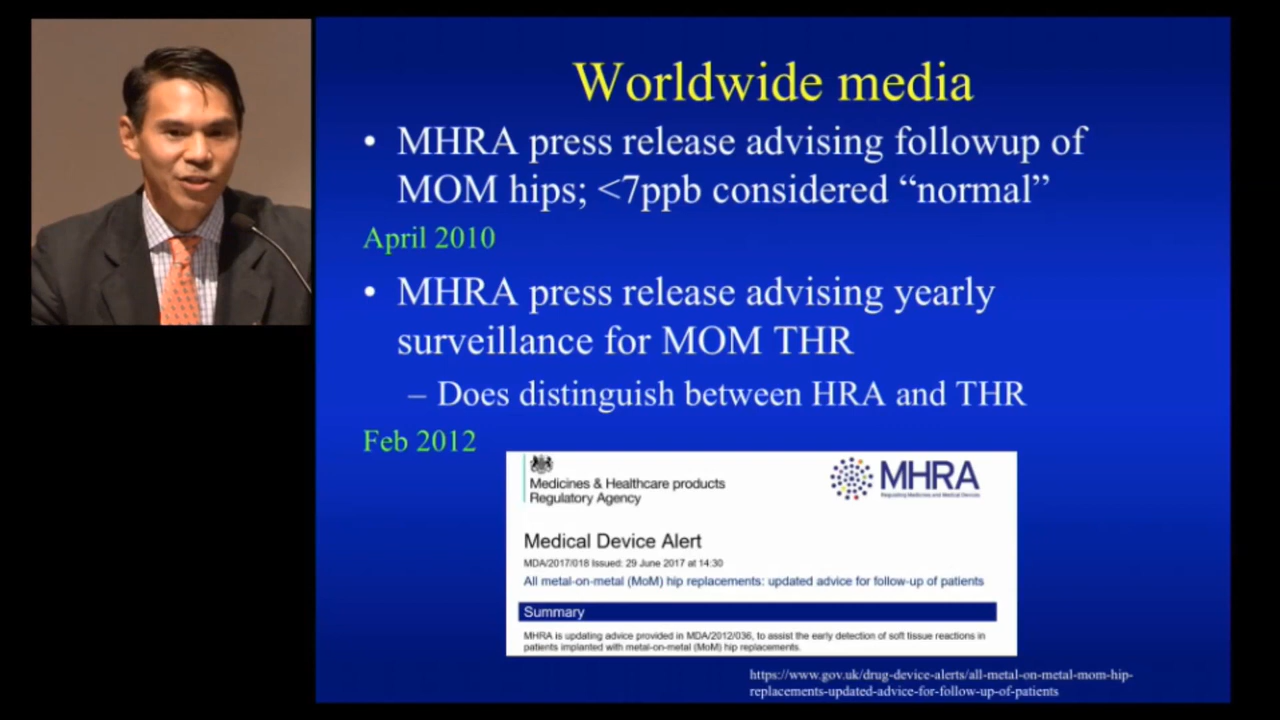 Worldwide media
• MHRA press release advising followup of
MOM hips; <7ppb considered “normal”
April 2010
• MHRA press release advising yearly
surveillance for MOM THR
– Does distinguish between HRA and THR
Feb 2012
Medicines & Healthcare products
Regulatory Agency
MHRA
Regulating Medicines and Medical Devices
Medical Device Alert
MDA/2017/018 Issued: 29 June 2017 at 14:30
All metal-on-metal (MoM) hip replacements: updated advice for follow-up of patients
Summary
MHRA is updating advice provided in MDA/2012/036, to assist the early detection of soft tissue reactions in
patients implanted with metal-on-metal (MoM) hip replacements.
https://www.gov.uk/drug-device-alerts/all-metal-on-metal-mom-hip-
replacements-updated-advice-for-follow-up-of-patients